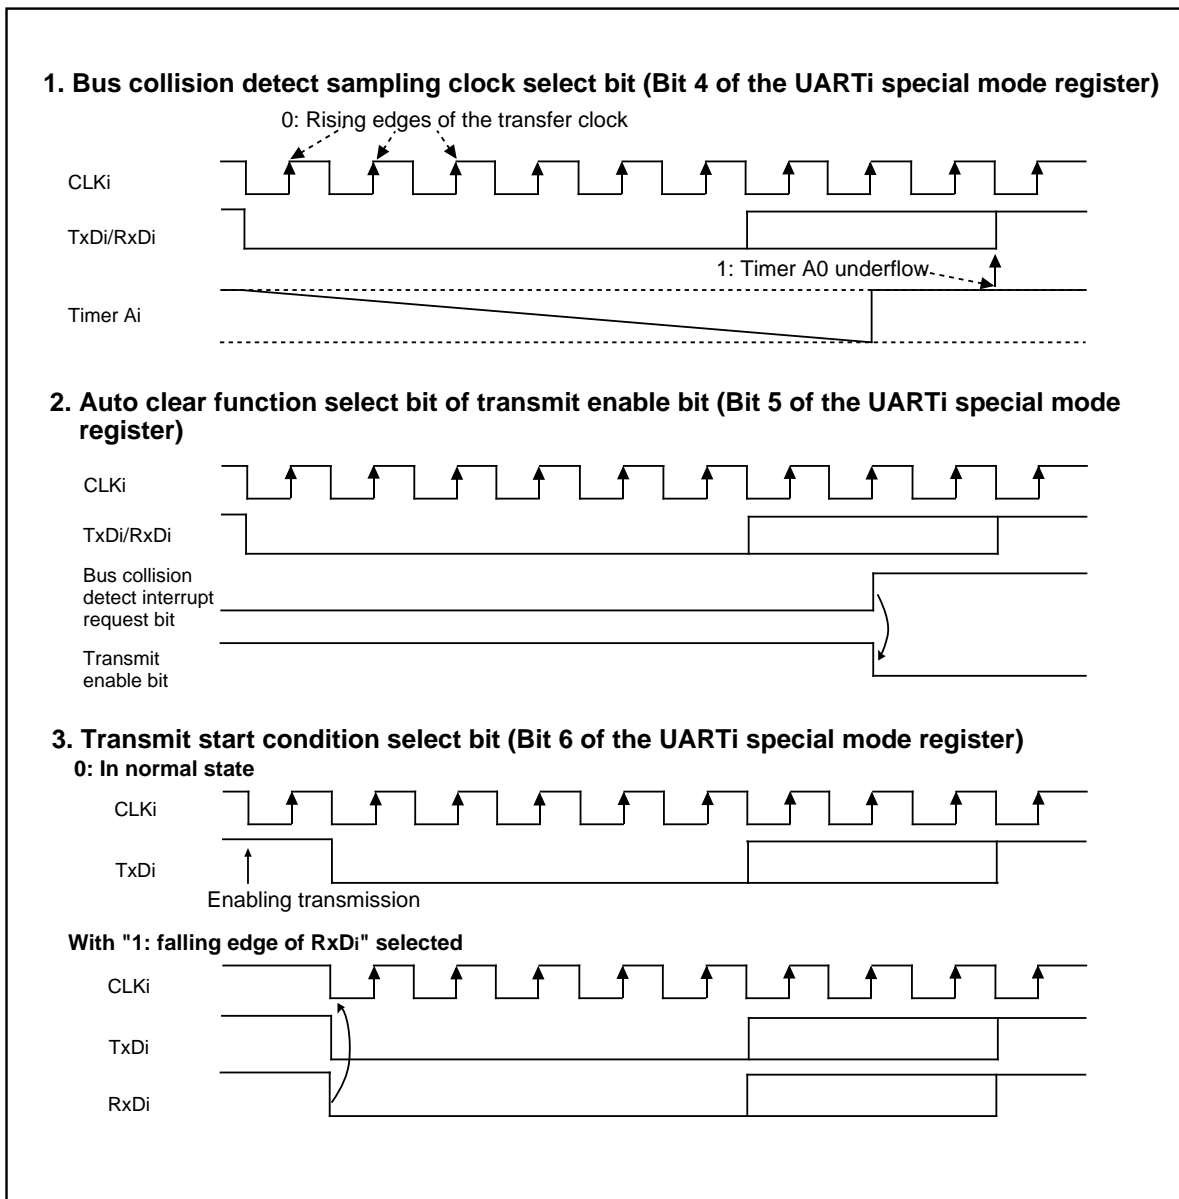 1. Bus collision detect sampling clock select bit (Bit 4 of the UARTi special mode register)
0: Rising edges of the transfer clock
CLKi
TxDi/RxDi
1: Timer A0 underflow
Timer Ai
2. Auto clear function select bit of transmit enable bit (Bit 5 of the UARTi special mode
register)
CLKi
TxDi/RxDi
Bus collision
detect interrupt
request bit
Transmit
enable bit
3. Transmit start condition select bit (Bit 6 of the UARTi special mode register)
0: In normal state
CLKi
TxDi
Enabling transmission
With "1: falling edge of RxDi" selected
CLKi
TxDi
RxDi